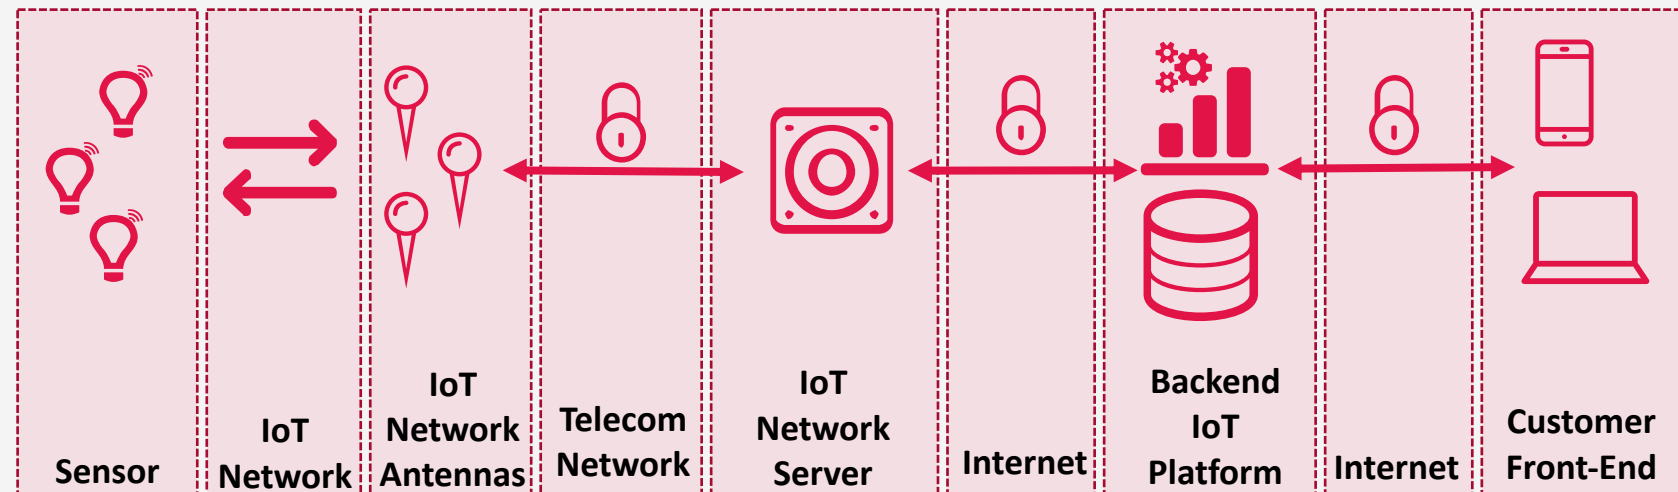 Sensor
IoT
Network
IoT
Network
Antennas
Telecom
Network
IoT
Network
Server
Internet
Backend
IoT
Platform
Internet
Customer
Front-End